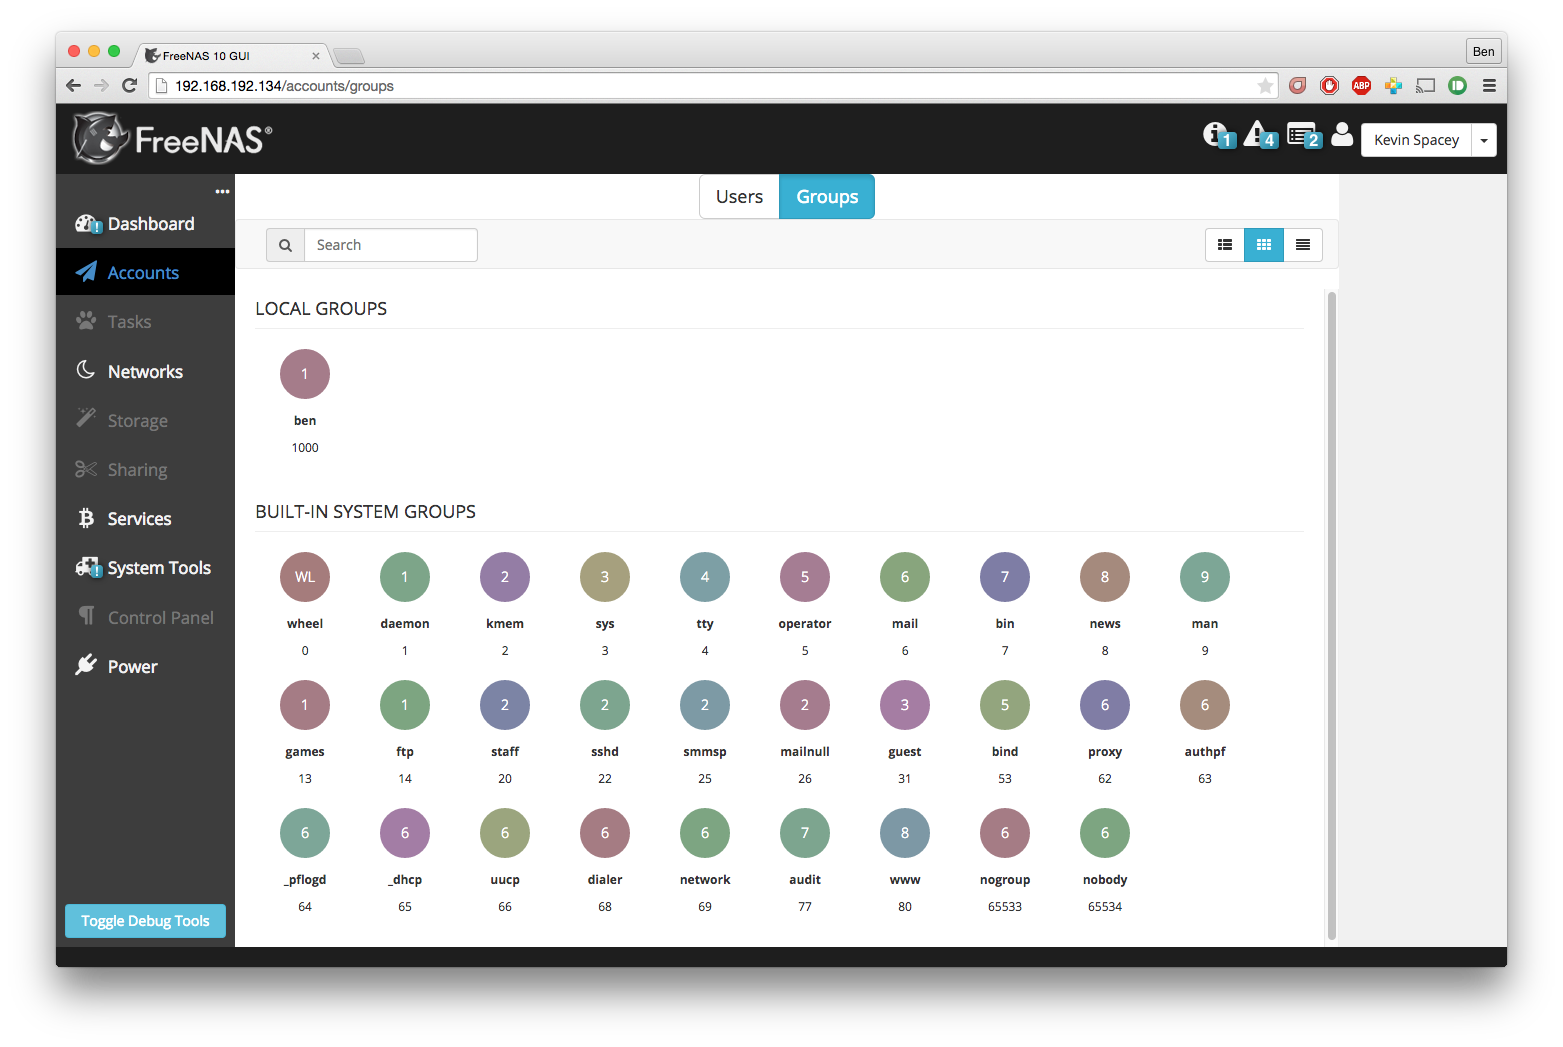 FreeNAS 10 GUI
Ben
192.168.192.134/accounts/groups
ABP
FreeNAS®
1
4
2
Kevin Spacey
Users
Groups
Dashboard
Accounts
Tasks
Networks
Storage
Sharing
Services
System Tools
Control Panel
Power
Toggle Debug Tools
Search
LOCAL GROUPS
1
ben
1000
BUILT-IN SYSTEM GROUPS
WL 1 2 3 4 5 6 7 8 9
wheel daemon kmem sys tty operator mail bin news man
0 1 2 3 4 5 6 7 8 9
1 1 2 2 2 2 3 5 6 6
games ftp staff sshd smmsp mailnull guest bind proxy authpf
13 14 20 22 25 26 31 53 62 63
6 6 6 6 6 7 8 6 6
_pflogd _dhcp uucp dialer network audit www nogroup nobody
64 65 66 68 69 77 80 65533 65534